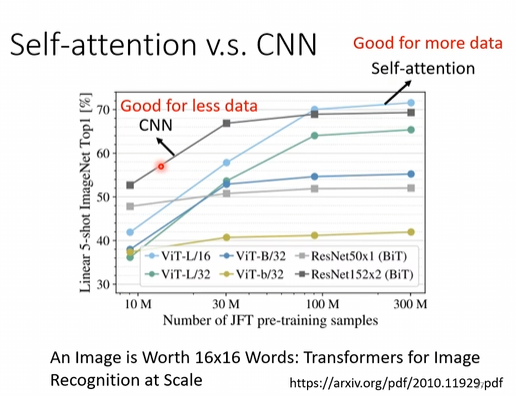 Self-attention v.s. CNN
Good for more data
Self-attention
Good for less data
CNN
Linear 5-shot ImageNet Top1 [%]
70
60
50
40
30
ViT-L/16
ViT-B/32
ResNet50x1 (BiT)
ViT-L/32
ViT-b/32
ResNet152x2 (BiT)
10 M
30 M
100 M
300 M
Number of JFT pre-training samples
An Image is Worth 16x16 Words: Transformers for Image
Recognition at Scale
https://arxiv.org/pdf/2010.11929.pdf